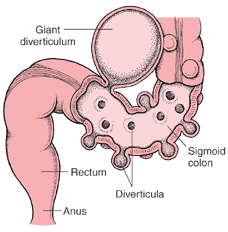 Giant
diverticulum
Sigmoid
colon
Rectum
Diverticula
Anus